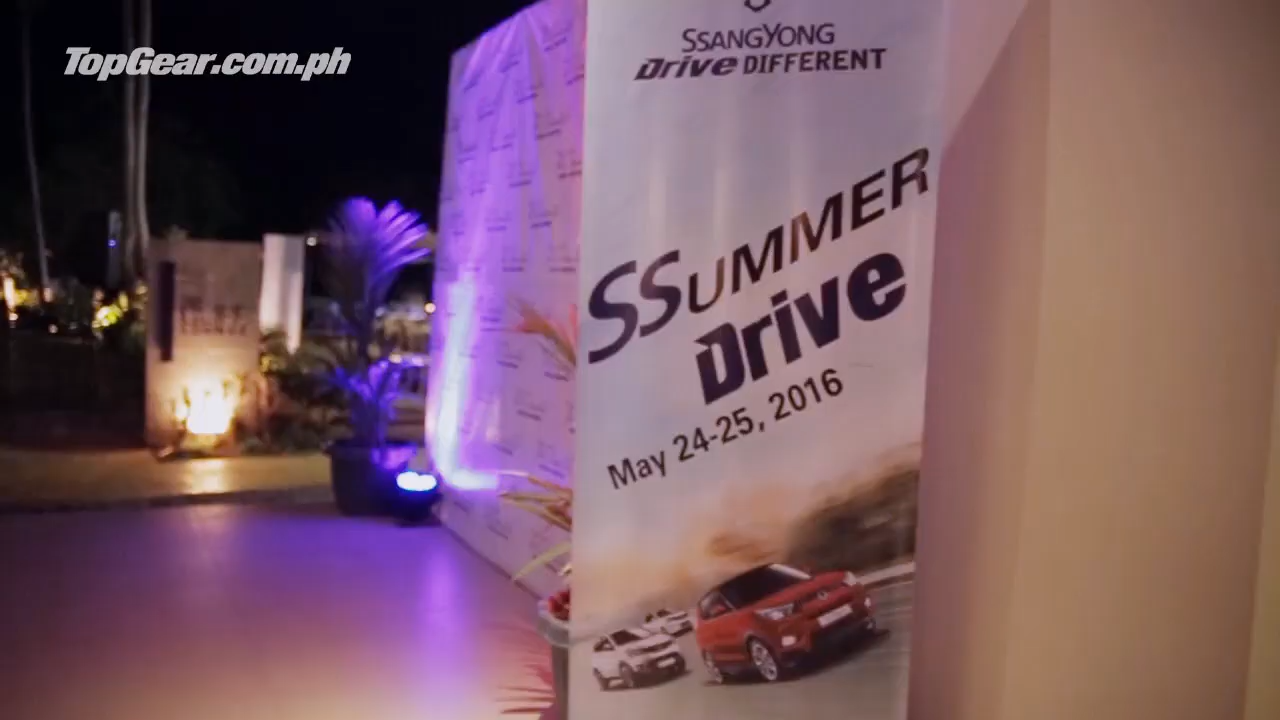 TopGear.com.ph
SSANGYONG
Drive DIFFERENT
SSUMMER
Drive
May 24-25, 2016